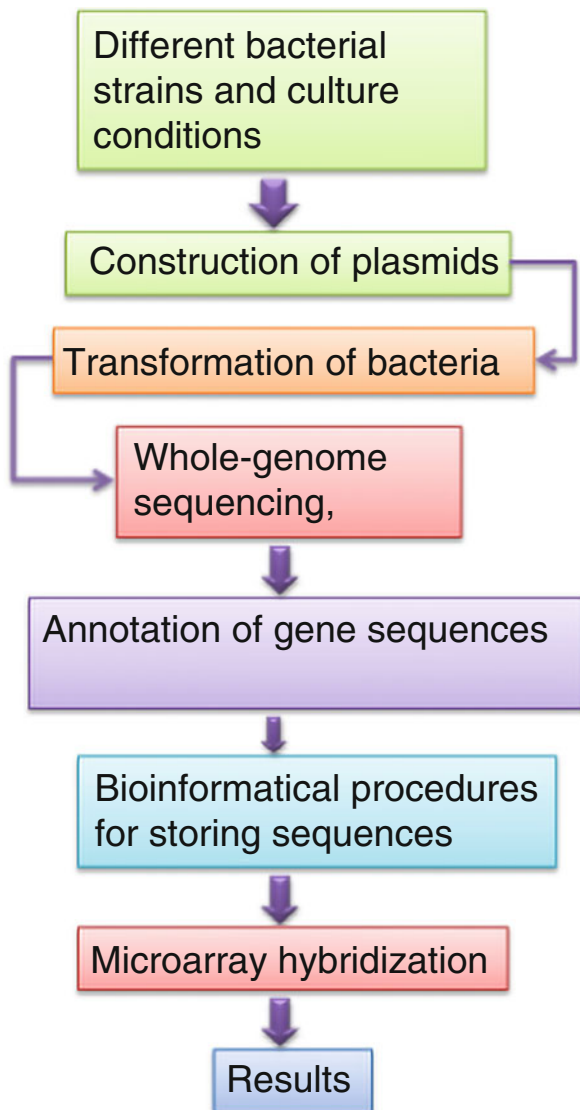 Different bacterial
strains and culture
conditions
Construction of plasmids
Transformation of bacteria
Whole-genome
sequencing,
Annotation of gene sequences
Bioinformatical procedures
for storing sequences
Microarray hybridization
Results